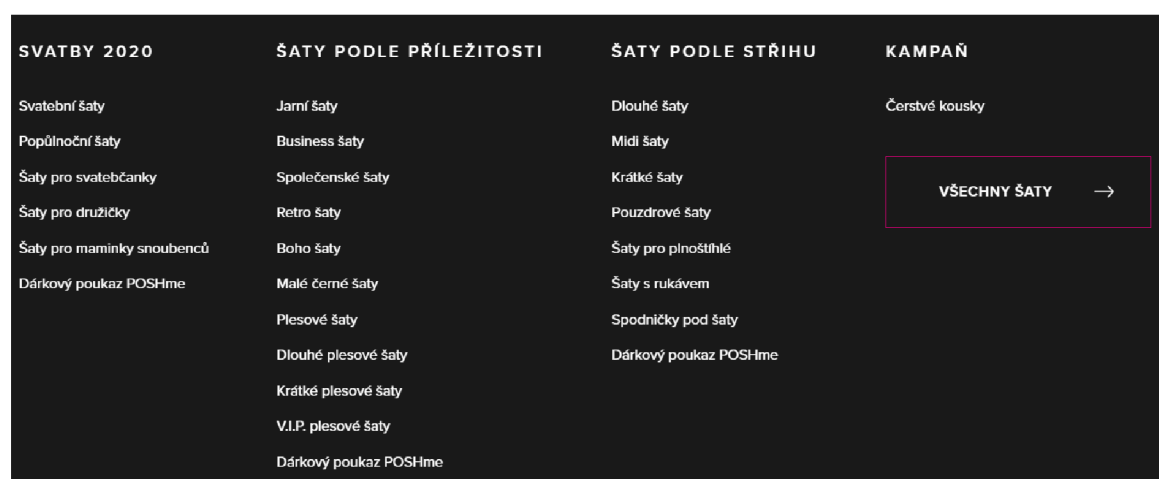 SVATBY 2020
Svatební šaty
Popůlnoční šaty
Šaty pro svatebčanky
Šaty pro družičky
Šaty pro maminky snoubenců
Dárkový poukaz POSHme
ŠATY PODLE PŘÍLEŽITOSTI
Jarní šaty
Business šaty
Společenské šaty
Retro šaty
Boho šaty
Malé černé šaty
Plesové šaty
Dlouhé plesové šaty
Krátké plesové šaty
V.I.P. plesové šaty
Dárkový poukaz POSHme
ŠATY PODLE STŘIHU
Dlouhé šaty
Midi šaty
Krátké šaty
Pouzdrové šaty
Šaty pro plnoštíhlé
Šaty s rukávem
Spodničky pod šaty
Dárkový poukaz POSHme
KAMPAŇ
Čerstvé kousky
VŠECHNY ŠATY →